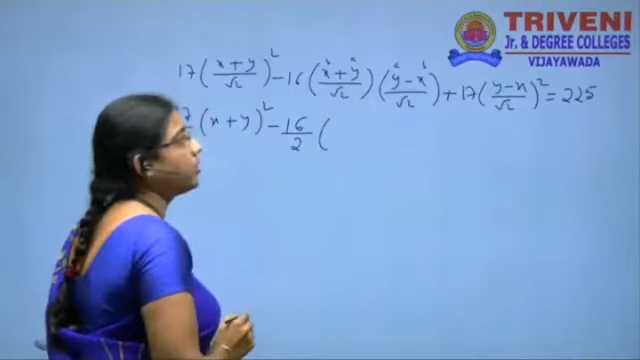 TRIVENI
Jr. & DEGREE COLLEGES
VIJAYAWADA
17(x+y/√2)² - 16(x+y/√2)(y-x/√2) + 17(y-x/√2)² = 225
(x+y)² - 16/2 (